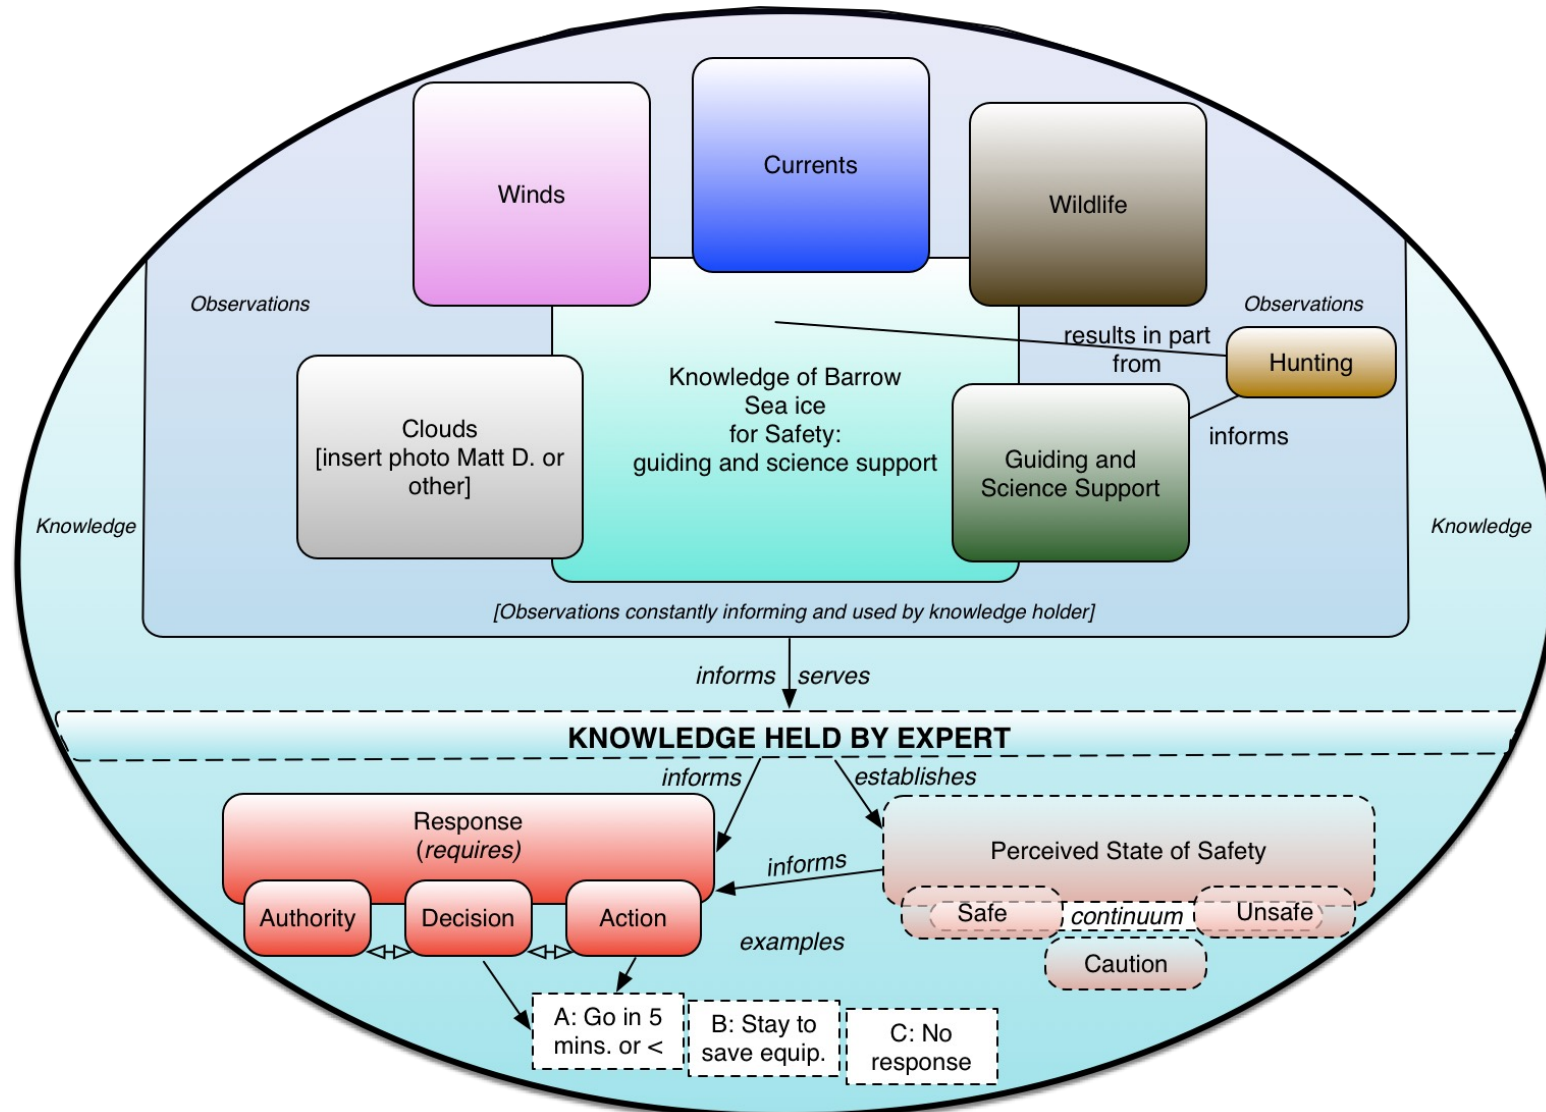 Currents
Winds
Wildlife
Observations
Observations
results in part
from
Hunting
Knowledge of Barrow
Sea ice
for Safety:
guiding and science support
Clouds
[insert photo Matt D. or
other]
informs
Guiding and
Science Support
Knowledge
Knowledge
[Observations constantly informing and used by knowledge holder]
informs serves
KNOWLEDGE HELD BY EXPERT
informs
establishes
Response
(requires)
Perceived State of Safety
informs
Authority
Decision
Action
Safe
continuum
Unsafe
examples
Caution
A: Go in 5
mins. or <
B: Stay to
save equip.
C: No
response